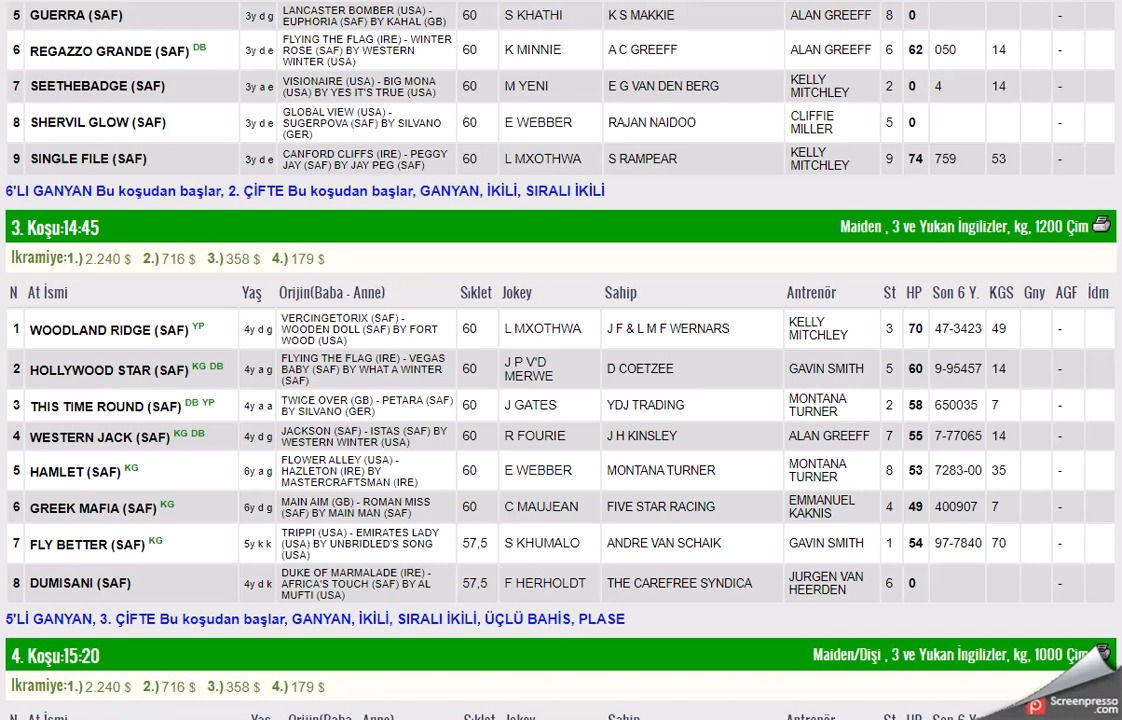 5 GUERRA (SAF) 3y d g LANCASTER BOMBER (USA) - EUPHORIA (SAF) BY KAHAL (GB) 60 S KHATHI K S MAKKIE ALAN GREEFF 8 0 -
6 REGAZZO GRANDE (SAF) DB 3y d e FLYING THE FLAG (IRE) - WINTER ROSE (SAF) BY WESTERN WINTER (USA) 60 K MINNIE A C GREEFF ALAN GREEFF 6 62 050 14 -
7 SEETHEBADGE (SAF) 3y a e VISIONAIRE (USA) - BIG MONA (USA) BY YES IT'S TRUE (USA) 60 M YENI E G VAN DEN BERG KELLY MITCHLEY 2 0 4 14 -
8 SHERVIL GLOW (SAF) 3y d e GLOBAL VIEW (USA) - SUGERPOVA (SAF) BY SILVANO (GER) 60 E WEBBER RAJAN NAIDOO CLIFFIE MILLER 5 0 -
9 SINGLE FILE (SAF) 3y d e CANFORD CLIFFS (IRE) - PEGGY JAY (SAF) BY JAY PEG (SAF) 60 L MXOTHWA S RAMPEAR KELLY MITCHLEY 9 74 759 53 -
6'LI GANYAN Bu koşudan başlar, 2. ÇİFTE Bu koşudan başlar, GANYAN, İKİLİ, SIRALI İKİLİ
3. Koşu:14:45 Maiden , 3 ve Yukarı İngilizler, kg, 1200 Çim
Ikramiye:1.) 2.240 $ 2.) 716 $ 3.) 358 $ 4.) 179 $
N At İsmi Yaş Orijin(Baba - Anne) Sıklet Jokey Sahip Antrenör St HP Son 6 Y. KGS Gny AGF İdm
1 WOODLAND RIDGE (SAF) YP 4y d g VERCINGETORIX (SAF) - WOODEN DOLL (SAF) BY FORT WOOD (USA) 60 L MXOTHWA J F & L M F WERNARS KELLY MITCHLEY 3 70 47-3423 49 -
2 HOLLYWOOD STAR (SAF) KG DB 4y a g FLYING THE FLAG (IRE) - VEGAS BABY (SAF) BY WHAT A WINTER (SAF) 60 J P V'D MERWE D COETZEE GAVIN SMITH 5 60 9-95457 14 -
3 THIS TIME ROUND (SAF) DB YP 4y a a TWICE OVER (GB) - PETARA (SAF) BY SILVANO (GER) 60 J GATES YDJ TRADING MONTANA TURNER 2 58 650035 7 -
4 WESTERN JACK (SAF) KG DB 4y d g JACKSON (SAF) - ISTAS (SAF) BY WESTERN WINTER (USA) 60 R FOURIE J H KINSLEY ALAN GREEFF 7 55 7-77065 14 -
5 HAMLET (SAF) KG 6y a g FLOWER ALLEY (USA) - HAZLETON (IRE) BY MASTERCRAFTSMAN (IRE) 60 E WEBBER MONTANA TURNER MONTANA TURNER 8 53 7283-00 35 -
6 GREEK MAFIA (SAF) KG 6y d g MAIN AIM (GB) - ROMAN MISS (SAF) BY MAIN MAN (SAF) 60 C MAUJEAN FIVE STAR RACING EMMANUEL KAKNIS 4 49 400907 7 -
7 FLY BETTER (SAF) KG 5y k k TRIPPI (USA) - EMIRATES LADY (USA) BY UNBRIDLED'S SONG (USA) 57,5 S KHUMALO ANDRE VAN SCHAIK GAVIN SMITH 1 54 97-7840 70 -
8 DUMISANI (SAF) 4y d k DUKE OF MARMALADE (IRE) - AFRICA'S TOUCH (SAF) BY AL MUFTI (USA) 57,5 F HERHOLDT THE CAREFREE SYNDICA JURGEN VAN HEERDEN 6 0 -
5'Lİ GANYAN, 3. ÇİFTE Bu koşudan başlar, GANYAN, İKİLİ, SIRALI İKİLİ, ÜÇLÜ BAHİS, PLASE
4. Koşu:15:20 Maiden/Dişi , 3 ve Yukarı İngilizler, kg, 1000 Çim
Ikramiye:1.) 2.240 $ 2.) 716 $ 3.) 358 $ 4.) 179 $
N At İsmi Yaş Orijin(Baba - Anne) Sıklet Jokey Sahip Antrenör St HP Son 6 Y.
Screenpresso .com